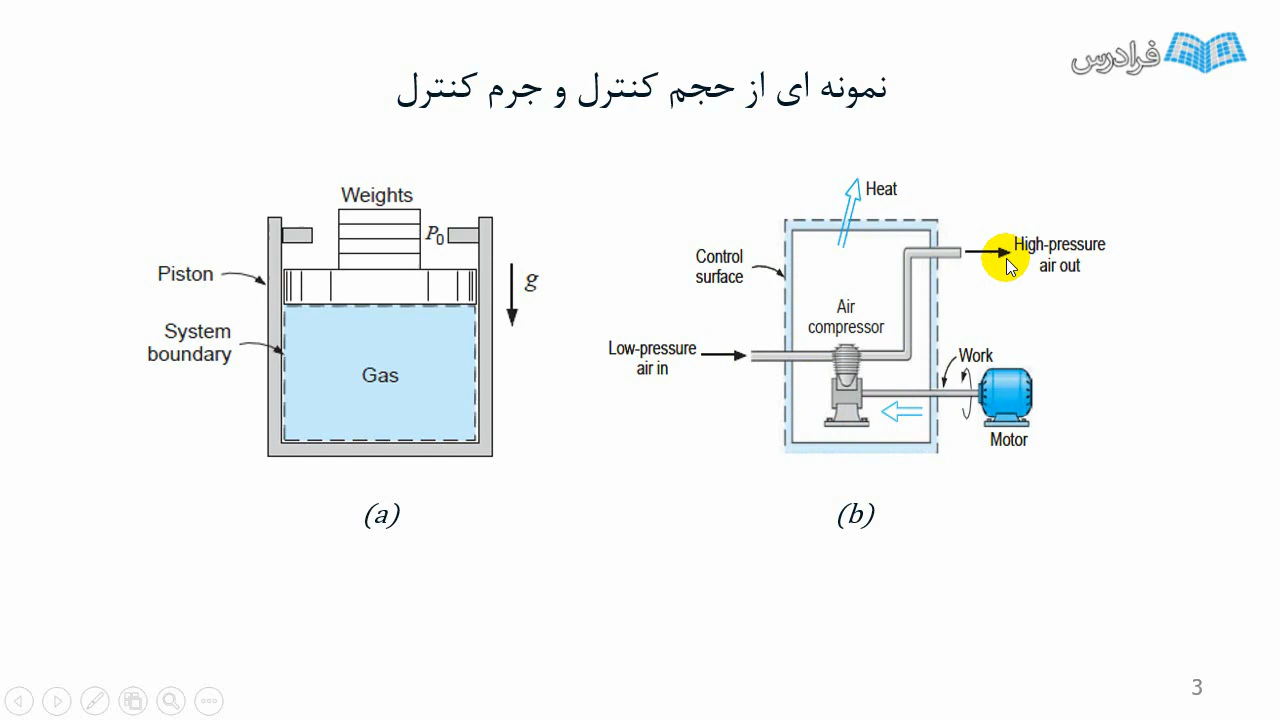 فرادرس
نمونه ای از حجم کنترل و جرم کنترل
Weights
P0
Piston
g
System
boundary
Gas
(a)
Heat
Control
surface
High-pressure
air out
Air
compressor
Low-pressure
air in
Work
Motor
(b)
3